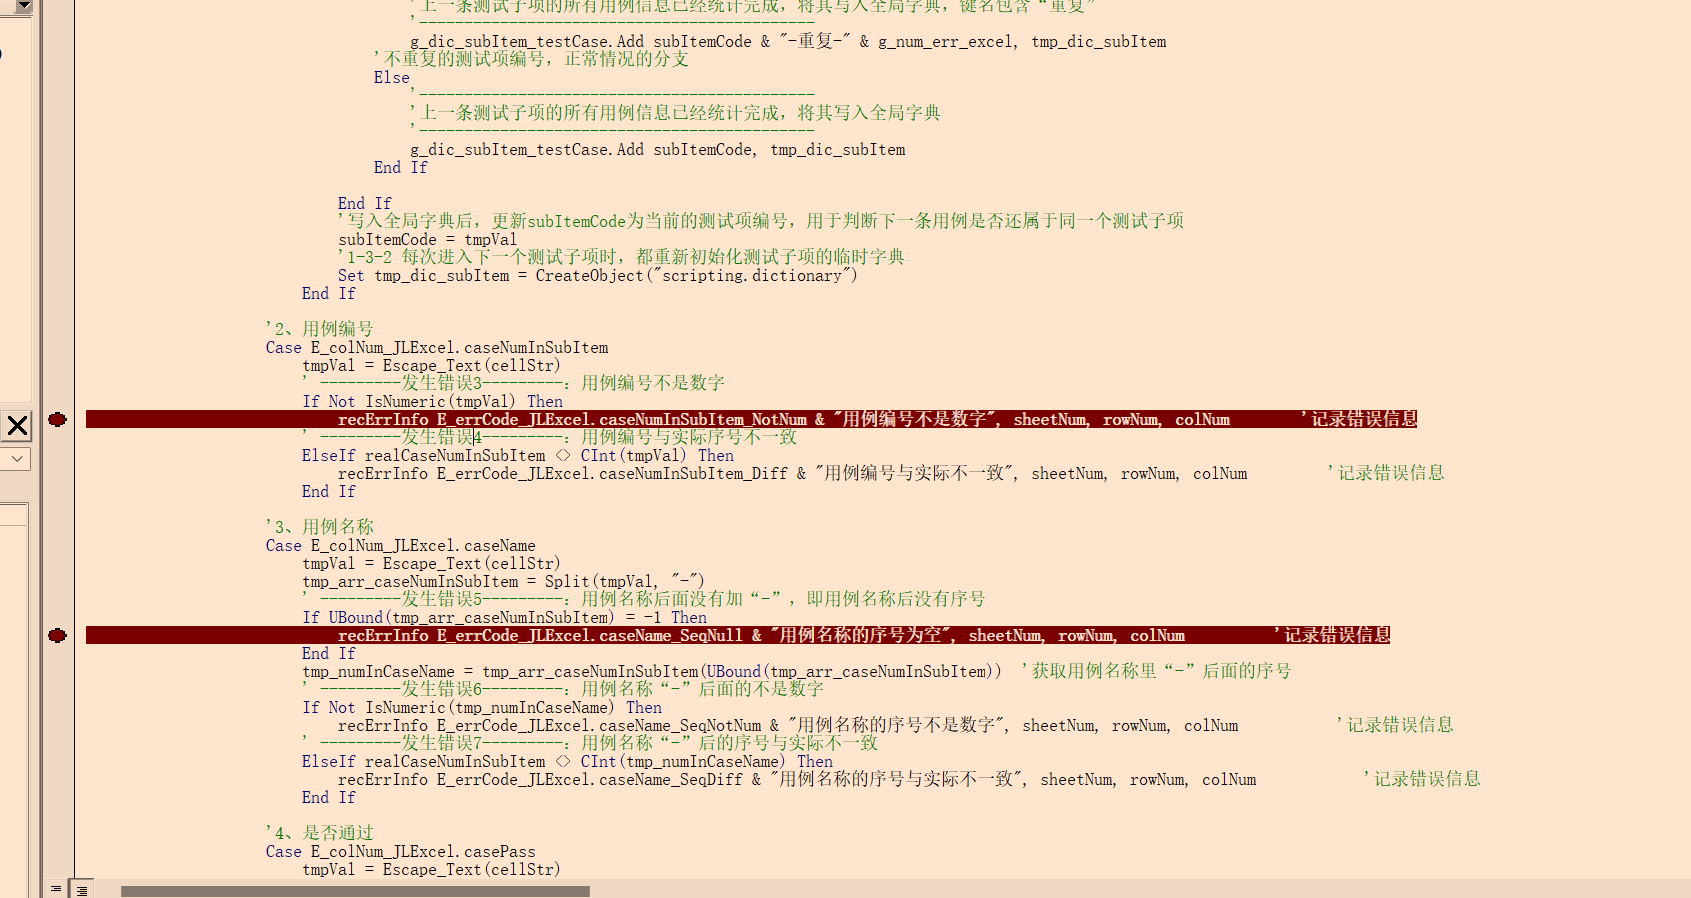 '上一条测试子项的所有用例信息已经统计完成，将其写入全局字典，键名包含“重复”
'--------------------------------------------
g_dic_subItem_testCase.Add subItemCode & "-重复-" & g_num_err_excel, tmp_dic_subItem
'不重复的测试项编号，正常情况的分支
Else
'--------------------------------------------
'上一条测试子项的所有用例信息已经统计完成，将其写入全局字典
'--------------------------------------------
g_dic_subItem_testCase.Add subItemCode, tmp_dic_subItem
End If
End If
'写入全局字典后，更新subItemCode为当前的测试项编号，用于判断下一条用例是否还属于同一个测试子项
subItemCode = tmpVal
'1-3-2 每次进入下一个测试子项时，都重新初始化测试子项的临时字典
Set tmp_dic_subItem = CreateObject("scripting.dictionary")
End If
'2、用例编号
Case E_colNum_JLExcel.caseNumInSubItem
tmpVal = Escape_Text(cellStr)
' ---------发生错误3---------：用例编号不是数字
If Not IsNumeric(tmpVal) Then
recErrInfo E_errCode_JLExcel.caseNumInSubItem_NotNum & "用例编号不是数字", sheetNum, rowNum, colNum '记录错误信息
' ---------发生错误4---------：用例编号与实际序号不一致
ElseIf realCaseNumInSubItem <> CInt(tmpVal) Then
recErrInfo E_errCode_JLExcel.caseNumInSubItem_Diff & "用例编号与实际不一致", sheetNum, rowNum, colNum '记录错误信息
End If
'3、用例名称
Case E_colNum_JLExcel.caseName
tmpVal = Escape_Text(cellStr)
tmp_arr_caseNumInSubItem = Split(tmpVal, "-")
' ---------发生错误5---------：用例名称后面没有加“-”，即用例名称后没有序号
If UBound(tmp_arr_caseNumInSubItem) = -1 Then
recErrInfo E_errCode_JLExcel.caseName_SeqNull & "用例名称的序号为空", sheetNum, rowNum, colNum '记录错误信息
End If
tmp_numInCaseName = tmp_arr_caseNumInSubItem(UBound(tmp_arr_caseNumInSubItem)) '获取用例名称里“-”后面的序号
' ---------发生错误6---------：用例名称“-”后面的不是数字
If Not IsNumeric(tmp_numInCaseName) Then
recErrInfo E_errCode_JLExcel.caseName_SeqNotNum & "用例名称的序号不是数字", sheetNum, rowNum, colNum '记录错误信息
' ---------发生错误7---------：用例名称“-”后的序号与实际不一致
ElseIf realCaseNumInSubItem <> CInt(tmp_numInCaseName) Then
recErrInfo E_errCode_JLExcel.caseName_SeqDiff & "用例名称的序号与实际不一致", sheetNum, rowNum, colNum '记录错误信息
End If
'4、是否通过
Case E_colNum_JLExcel.casePass
tmpVal = Escape_Text(cellStr)